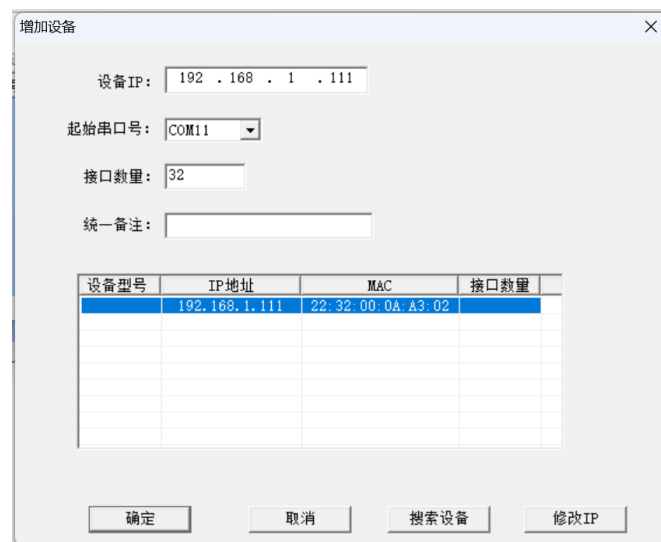 增加设备
设备IP： 192 . 168 . 1 . 111
起始串口号： COM11
接口数量： 32
统一备注：
设备型号 IP地址 MAC 接口数量
192.168.1.111 22:32:00:0A:A3:02
确定 取消 搜索设备 修改IP